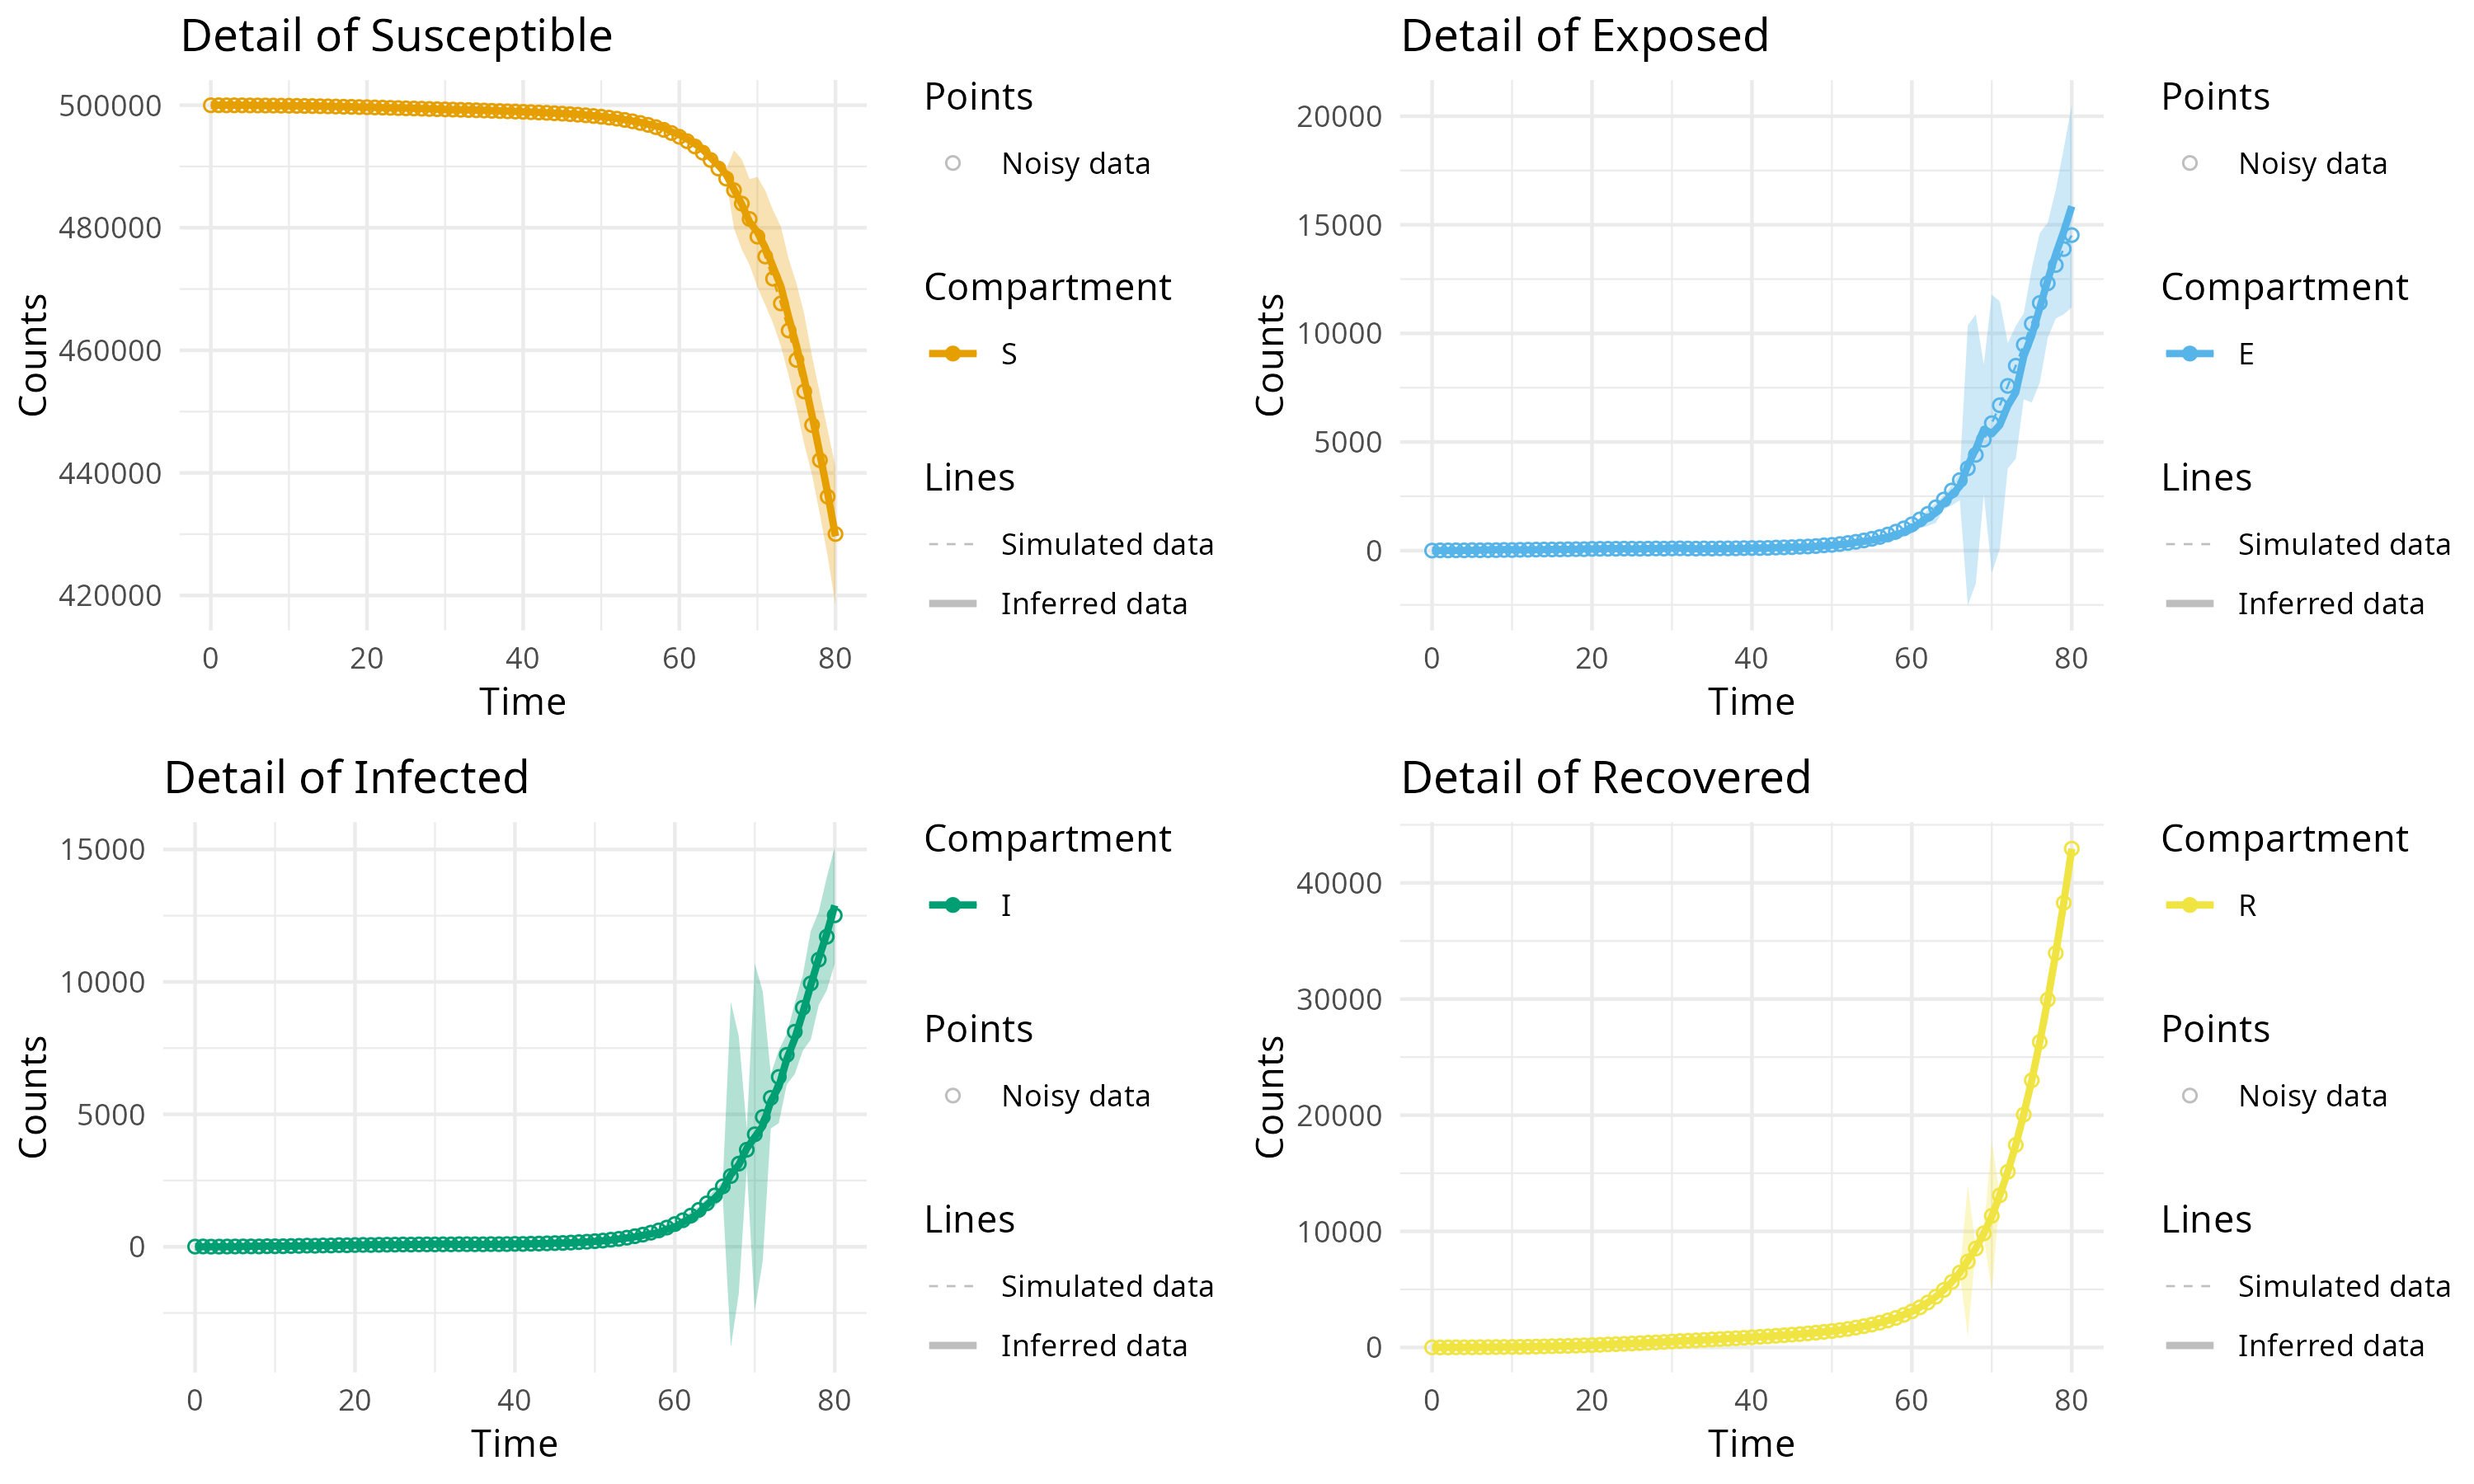 Detail of Susceptible
Counts
500000
480000
460000
440000
420000
0 20 40 60 80
Time
Points
Noisy data
Compartment
S
Lines
Simulated data
Inferred data
Detail of Exposed
Counts
20000
15000
10000
5000
0
0 20 40 60 80
Time
Points
Noisy data
Compartment
E
Lines
Simulated data
Inferred data
Detail of Infected
Counts
15000
10000
5000
0
0 20 40 60 80
Time
Compartment
I
Points
Noisy data
Lines
Simulated data
Inferred data
Detail of Recovered
Counts
40000
30000
20000
10000
0
0 20 40 60 80
Time
Compartment
R
Points
Noisy data
Lines
Simulated data
Inferred data